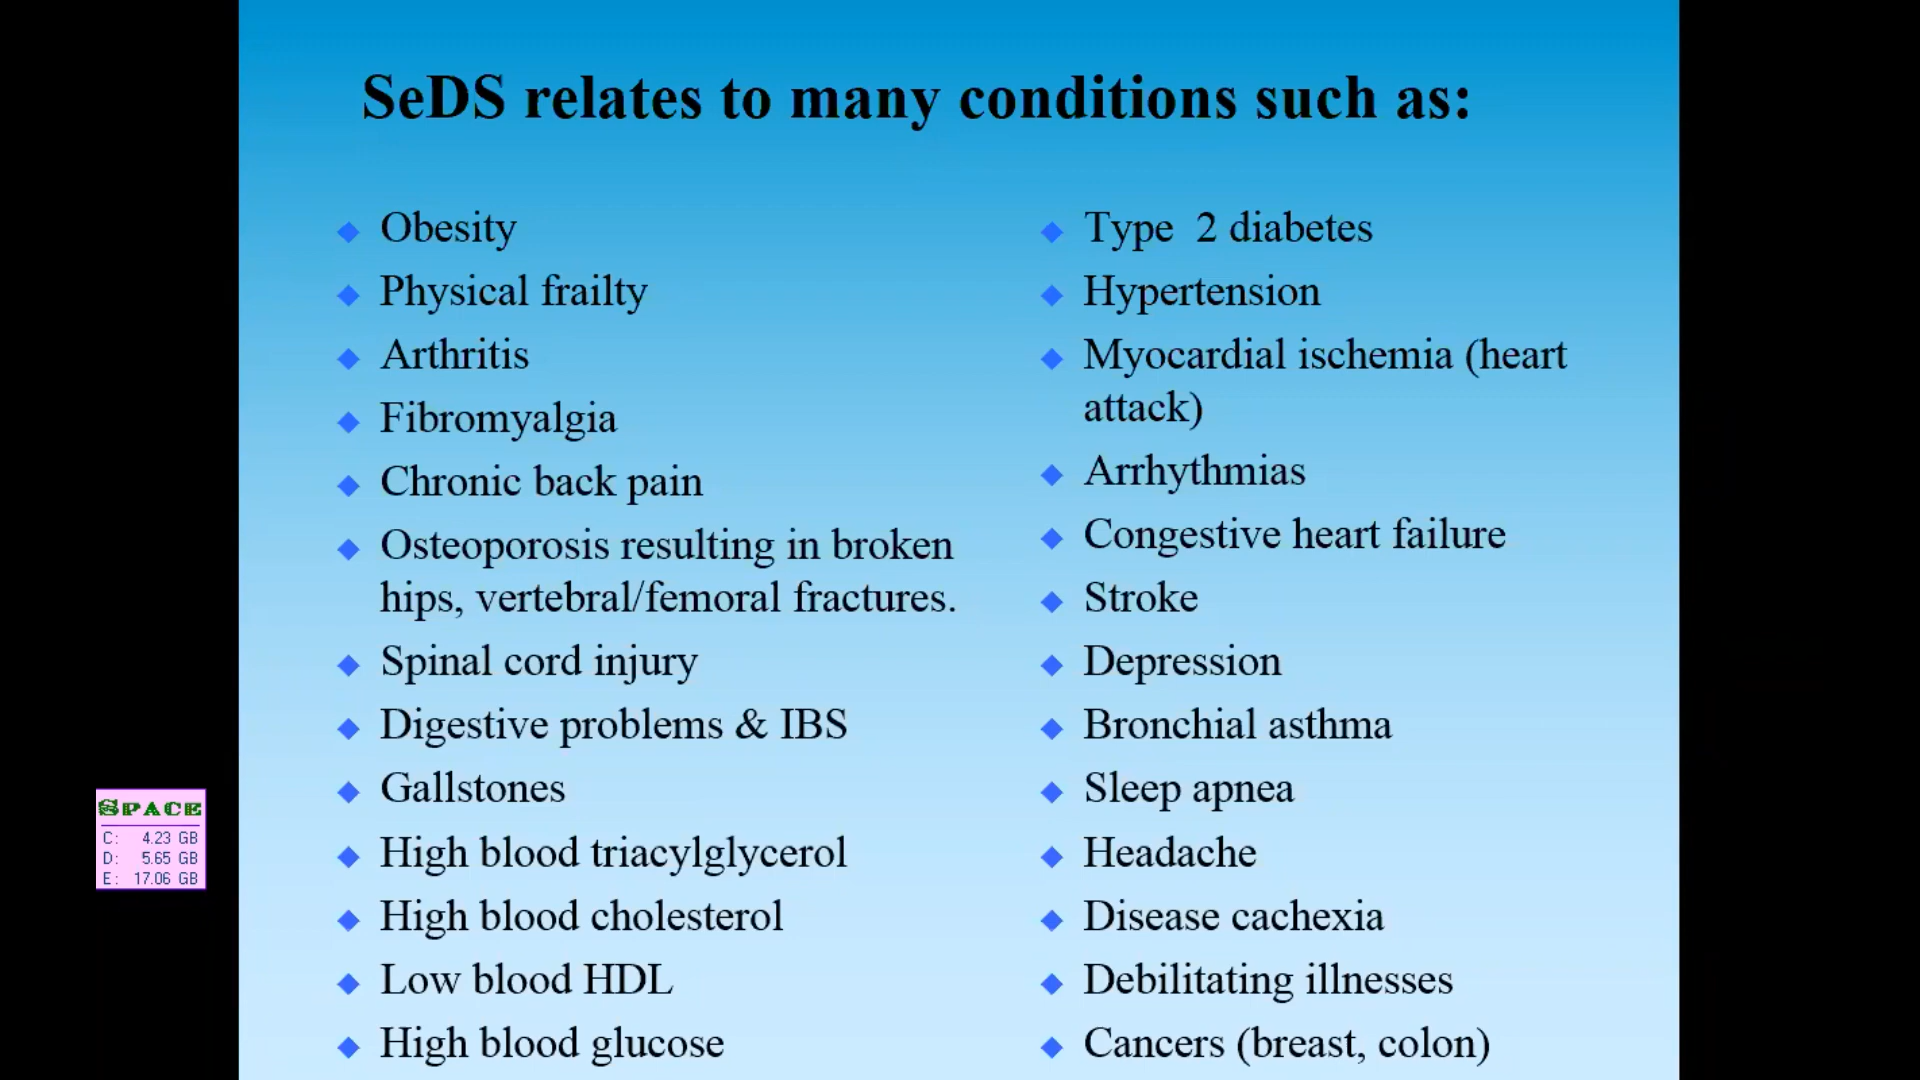 SeDS relates to many conditions such as:
Obesity
Physical frailty
Arthritis
Fibromyalgia
Chronic back pain
Osteoporosis resulting in broken
hips, vertebral/femoral fractures.
Spinal cord injury
Digestive problems & IBS
Gallstones
High blood triacylglycerol
High blood cholesterol
Low blood HDL
High blood glucose
Type 2 diabetes
Hypertension
Myocardial ischemia (heart
attack)
Arrhythmias
Congestive heart failure
Stroke
Depression
Bronchial asthma
Sleep apnea
Headache
Disease cachexia
Debilitating illnesses
Cancers (breast, colon)
SPACE
C: 4.23 GB
D: 5.65 GB
E: 17.06 GB